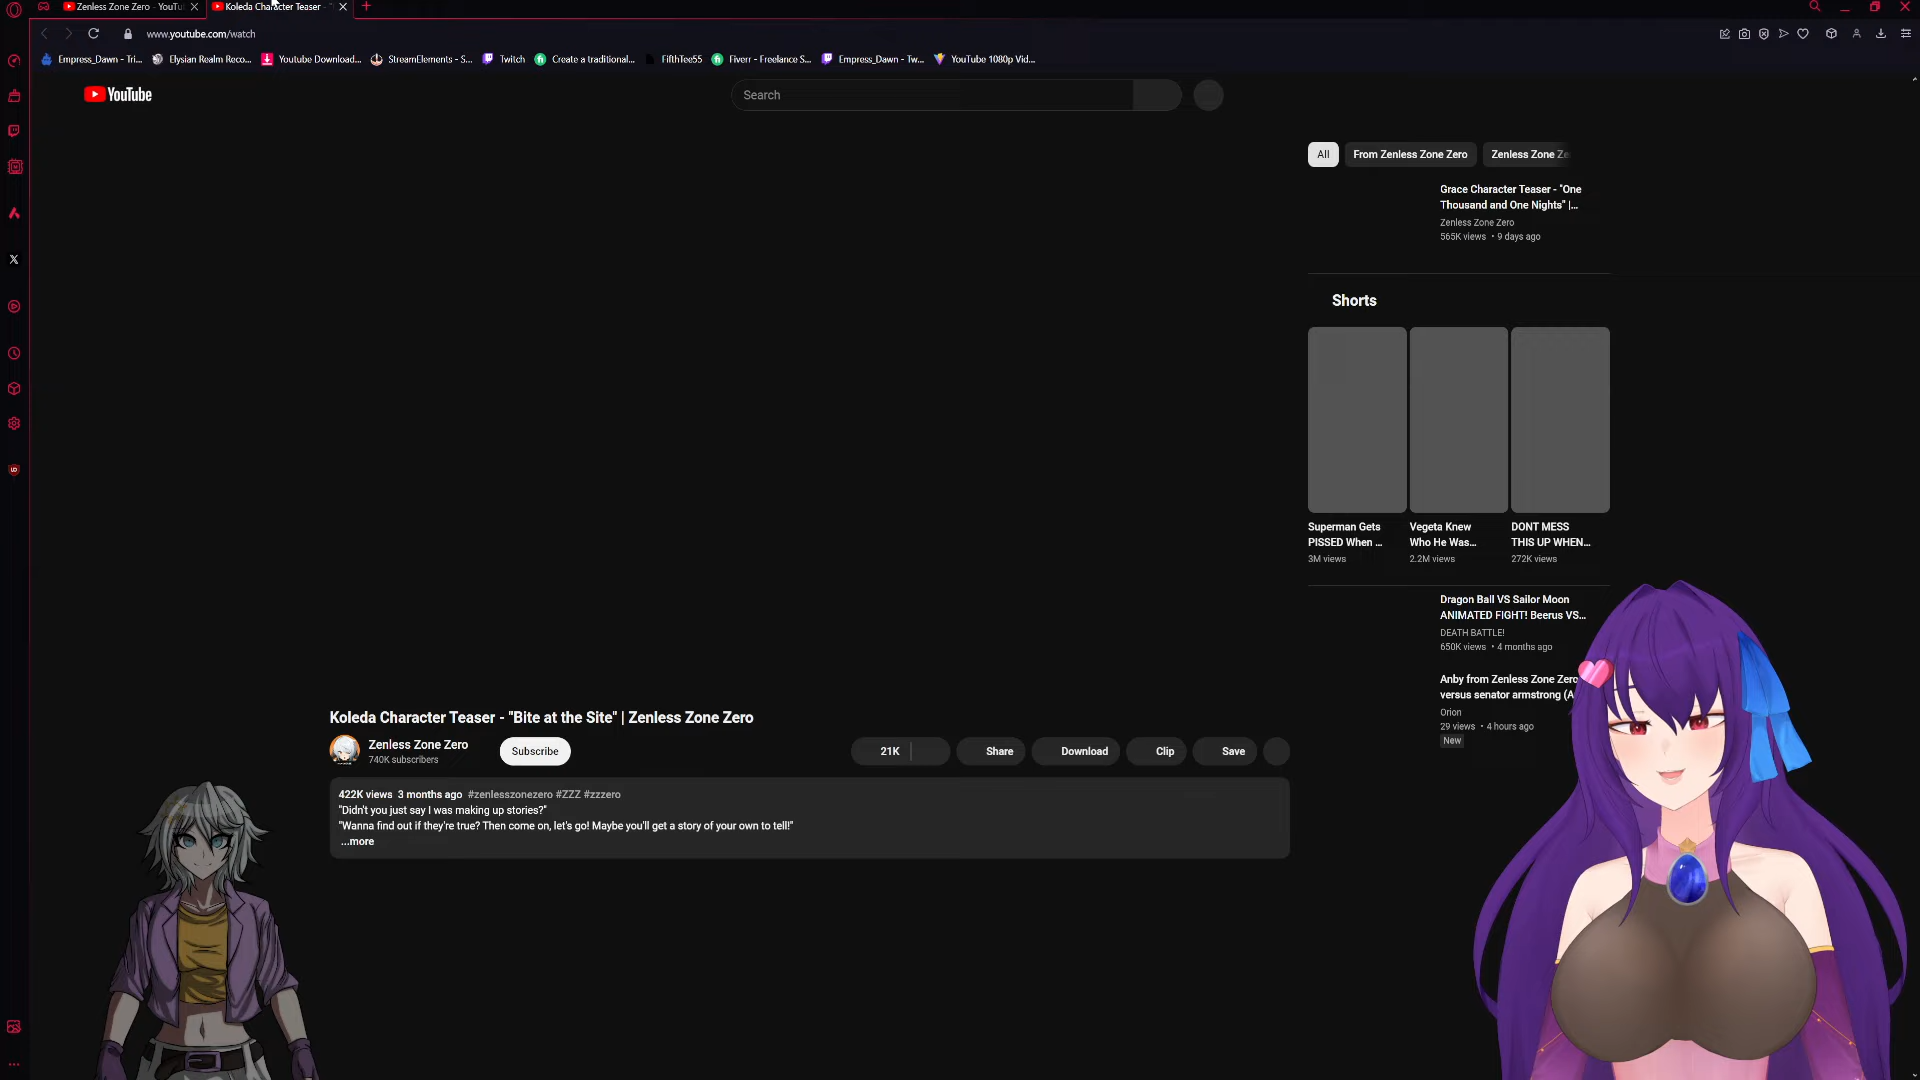 Zenless Zone Zero - YouTu
Koleda Character Teaser - "
www.youtube.com/watch
Empress_Dawn - Tri...
Elysian Realm Reco...
Youtube Download...
StreamElements - S...
Twitch
Create a traditional...
FifthTee55
Fiverr - Freelance S...
Empress_Dawn - Tw...
YouTube 1080p Vid...
YouTube
Search
All
From Zenless Zone Zero
Zenless Zone Ze
Grace Character Teaser - "One
Thousand and One Nights" |...
Zenless Zone Zero
565K views • 9 days ago
Shorts
Superman Gets
PISSED When ...
3M views
Vegeta Knew
Who He Was...
2.2M views
DONT MESS
THIS UP WHEN...
272K views
Dragon Ball VS Sailor Moon
ANIMATED FIGHT! Beerus VS...
DEATH BATTLE!
650K views • 4 months ago
Anby from Zenless Zone Zero
versus senator armstrong (A
Orion
29 views • 4 hours ago
New
Koleda Character Teaser - "Bite at the Site" | Zenless Zone Zero
Zenless Zone Zero
740K subscribers
Subscribe
21K
Share
Download
Clip
Save
422K views 3 months ago #zenlesszonezero #ZZZ #zzzero
"Didn't you just say I was making up stories?"
"Wanna find out if they're true? Then come on, let's go! Maybe you'll get a story of your own to tell!"
...more